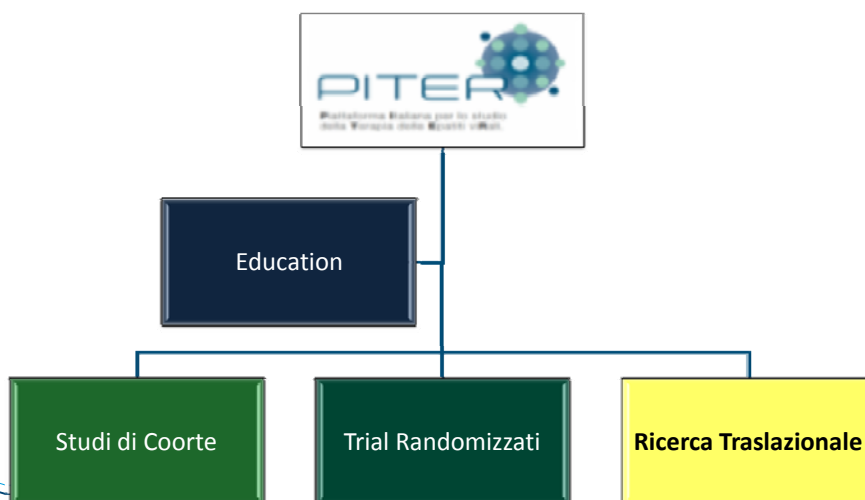 PITER
Piattaforma Italiana per lo studio
della Terapia delle Epatiti viRali.
Education
Studi di Coorte
Trial Randomizzati
Ricerca Traslazionale